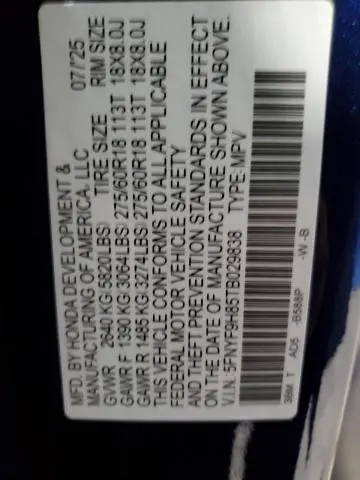 MFD. BY HONDA DEVELOPMENT & 07/'25
MANUFACTURING OF AMERICA, LLC
TIRE SIZE RIM SIZE
GVWR 2640 KG(5820LBS)
GAWR F 1390 KG(3064LBS) 275/60R18 113T 18X8.0J
GAWR R 1485 KG(3274LBS) 275/60R18 113T 18X8.0J
THIS VEHICLE CONFORMS TO ALL APPLICABLE
FEDERAL MOTOR VEHICLE SAFETY
AND THEFT PREVENTION STANDARDS IN EFFECT
ON THE DATE OF MANUFACTURE SHOWN ABOVE.
V.I.N.: 5FNYF9H85TB029838 TYPE: MPV
3BM T AD5 -B588P -W -B